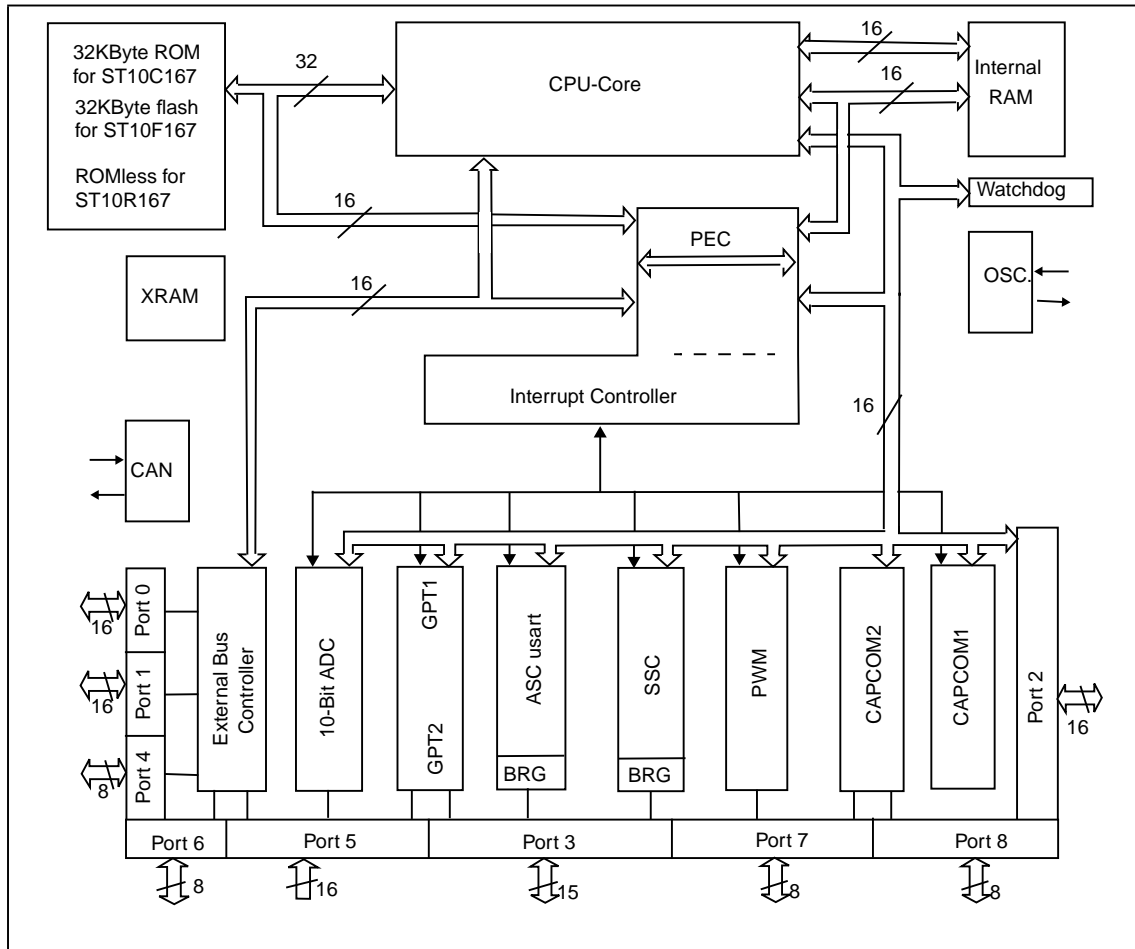 32KByte ROM
for ST10C167
32KByte flash
for ST10F167
ROMless for
ST10R167
32
CPU-Core
16
16
Internal
RAM
Watchdog
16
PEC
OSC.
XRAM
16
Interrupt Controller
16
CAN
Port 0
16
Port 1
16
Port 4
8
External Bus
Controller
10-Bit ADC
GPT1
GPT2
ASC usart
BRG
SSC
BRG
PWM
CAPCOM2
CAPCOM1
Port 2
16
Port 6
Port 5
Port 3
Port 7
Port 8
8
16
15
8
8